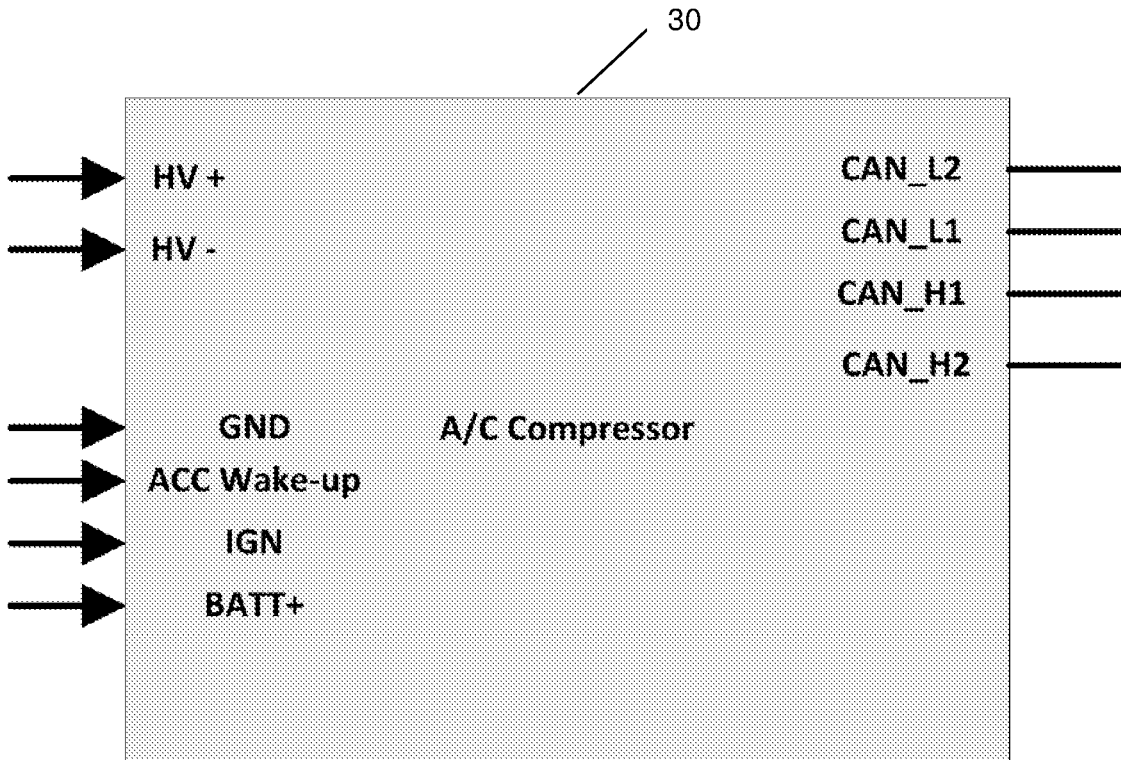 30
HV +
CAN_L2
HV -
CAN_L1
CAN_H1
CAN_H2
GND
A/C Compressor
ACC Wake-up
IGN
BATT+